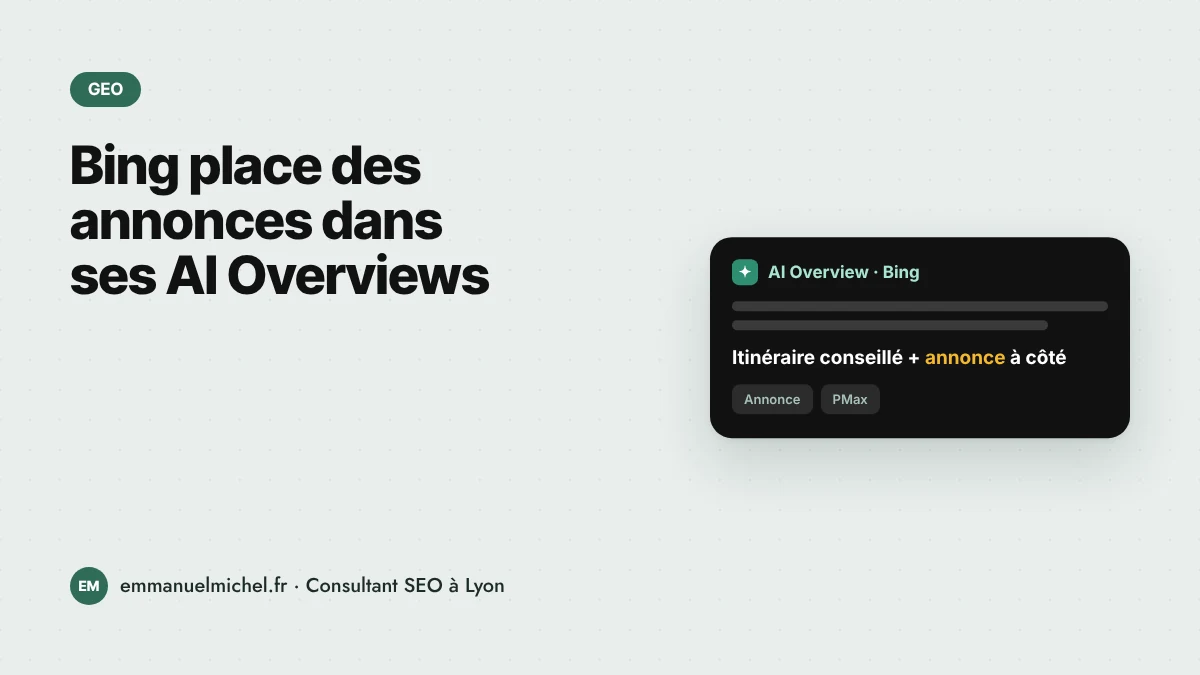 GEO
Bing place des
annonces dans
ses AI Overviews
AI Overview · Bing
Itinéraire conseillé + annonce à côté
Annonce
PMax
EM
emmanuelmichel.fr · Consultant SEO à Lyon